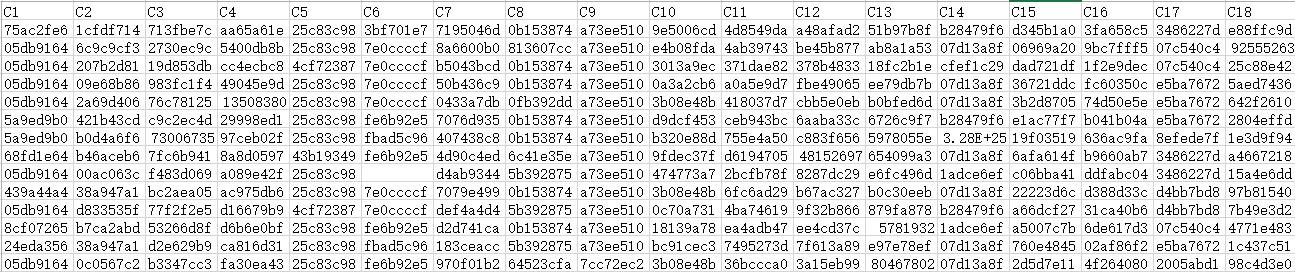 C1 C2 C3 C4 C5 C6 C7 C8 C9 C10 C11 C12 C13 C14 C15 C16 C17 C18
75ac2fe6 1cfdf714 713fbe7c aa65a61e 25c83c98 3bf701e7 7195046d 0b153874 a73ee510 9e5006cd 4d8549da a48afad2 51b97b8f b28479f6 d345b1a0 3fa658c5 3486227d e88ffc9d
05db9164 6c9c9cf3 2730ec9c 5400db8b 25c83c98 7e0ccccf 8a6600b0 813607cc a73ee510 e4b08fda 4ab39743 be45b877 ab8a1a53 07d13a8f 06969a20 9bc7fff5 07c540c4 92555263
05db9164 207b2d81 19d853db cc4ecbc8 4cf72387 7e0ccccf b5043bcd 0b153874 a73ee510 3013a9ec 371dae82 378b4833 18fc2b1e cfef1c29 dad721df 1f2e9dec 07c540c4 25c88e42
05db9164 09e68b86 983fc1f4 49045e9d 25c83c98 7e0ccccf 50b436c9 0b153874 a73ee510 0a3a2cb6 a0a5e9d7 fbe49065 ee79db7b 07d13a8f 36721ddc fc60350c e5ba7672 5aed7436
05db9164 2a69d406 76c78125 13508380 25c83c98 7e0ccccf 0433a7db 0fb392dd a73ee510 3b08e48b 418037d7 cbb5e0eb b0bfed6d 07d13a8f 3b2d8705 74d50e5e e5ba7672 642f2610
5a9ed9b0 421b43cd c9c2ec4d 29998ed1 25c83c98 fe6b92e5 7076d935 0b153874 a73ee510 d9dcf453 ceb943bc 6aaba33c 6726c9f7 b28479f6 e1ac77f7 b041b04a e5ba7672 2804effd
5a9ed9b0 b0d4a6f6 73006735 97ceb02f 25c83c98 fbad5c96 407438c8 0b153874 a73ee510 b320e88d 755e4a50 c883f656 5978055e 3.28E+25 19f03519 636ac9fa 8efede7f 1e3d9f94
68fd1e64 b46aceb6 7fc6b941 8a8d0597 43b19349 fe6b92e5 4d90c4ed 6c41e35e a73ee510 9fdec37f d6194705 48152697 654099a3 07d13a8f 6afa614f b9660ab7 3486227d a4667218
05db9164 00ac063c f483d069 a089e42f 25c83c98 d4ab9344 5b392875 a73ee510 474773a7 2bcfb78f 8287dc29 e6fc496d 1adce6ef c06bba41 ddfabc04 3486227d 15a4e6dd
439a44a4 38a947a1 bc2aea05 ac975db6 25c83c98 7e0ccccf 7079e499 0b153874 a73ee510 3b08e48b 6fc6ad29 b67ac327 b0c30eeb 07d13a8f 22223d6c d388d33c d4bb7bd8 97b81540
05db9164 d833535f 77f2f2e5 d16679b9 4cf72387 7e0ccccf def4a4d4 5b392875 a73ee510 0c70a731 4ba74619 9f32b866 879fa878 b28479f6 a66dcf27 31ca40b6 d4bb7bd8 7b49e3d2
8cf07265 b7ca2abd 53266d8f d6b6e0bf 25c83c98 fe6b92e5 d2d741ca 0b153874 a73ee510 18139a78 ea4adb47 ee4cd37c 5781932 1adce6ef a5007c7b 6de617d3 07c540c4 4771e483
24eda356 38a947a1 d2e629b9 ca816d31 25c83c98 fbad5c96 183ceacc 5b392875 a73ee510 bc91cec3 7495273d 7f613a89 e97e78ef 07d13a8f 760e4845 02af86f2 e5ba7672 1c437c51
05db9164 0c0567c2 b3347cc3 fa30ea43 25c83c98 fe6b92e5 970f01b2 64523cfa 7cc72ec2 3b08e48b 36bccca0 3a15eb99 80467802 07d13a8f 2d5d7e11 4f264080 2005abd1 98c4d3e0